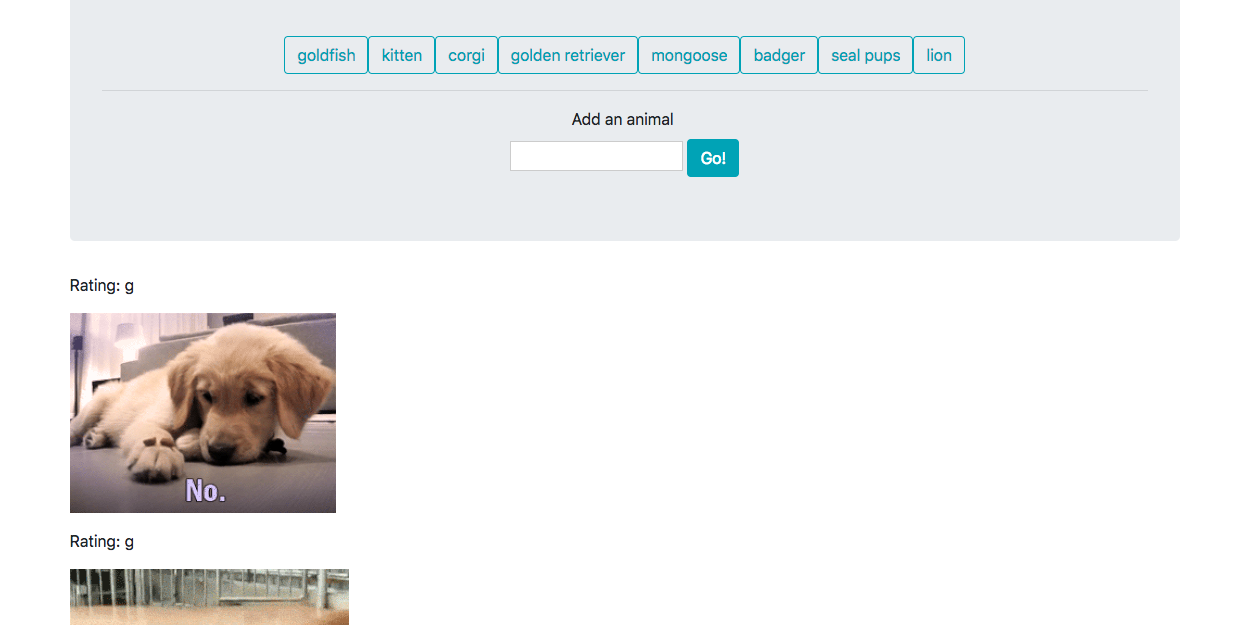 goldfish kitten corgi golden retriever mongoose badger seal pups lion
Add an animal
Go!
Rating: g
No.
Rating: g